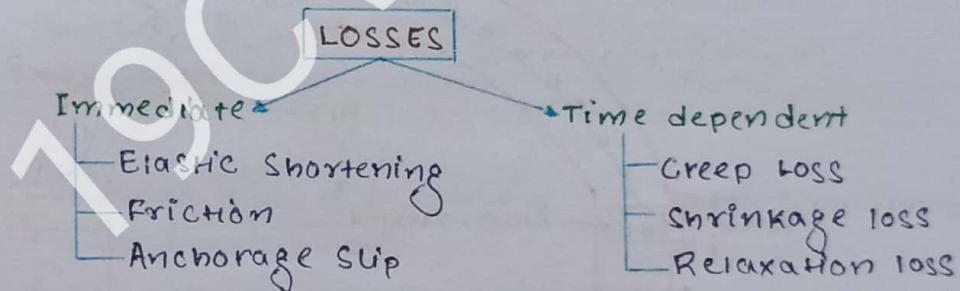 LOSSES
Immediate
Time dependent
Elastic Shortening
Creep Loss
Friction
Shrinkage loss
Anchorage Slip
Relaxation loss